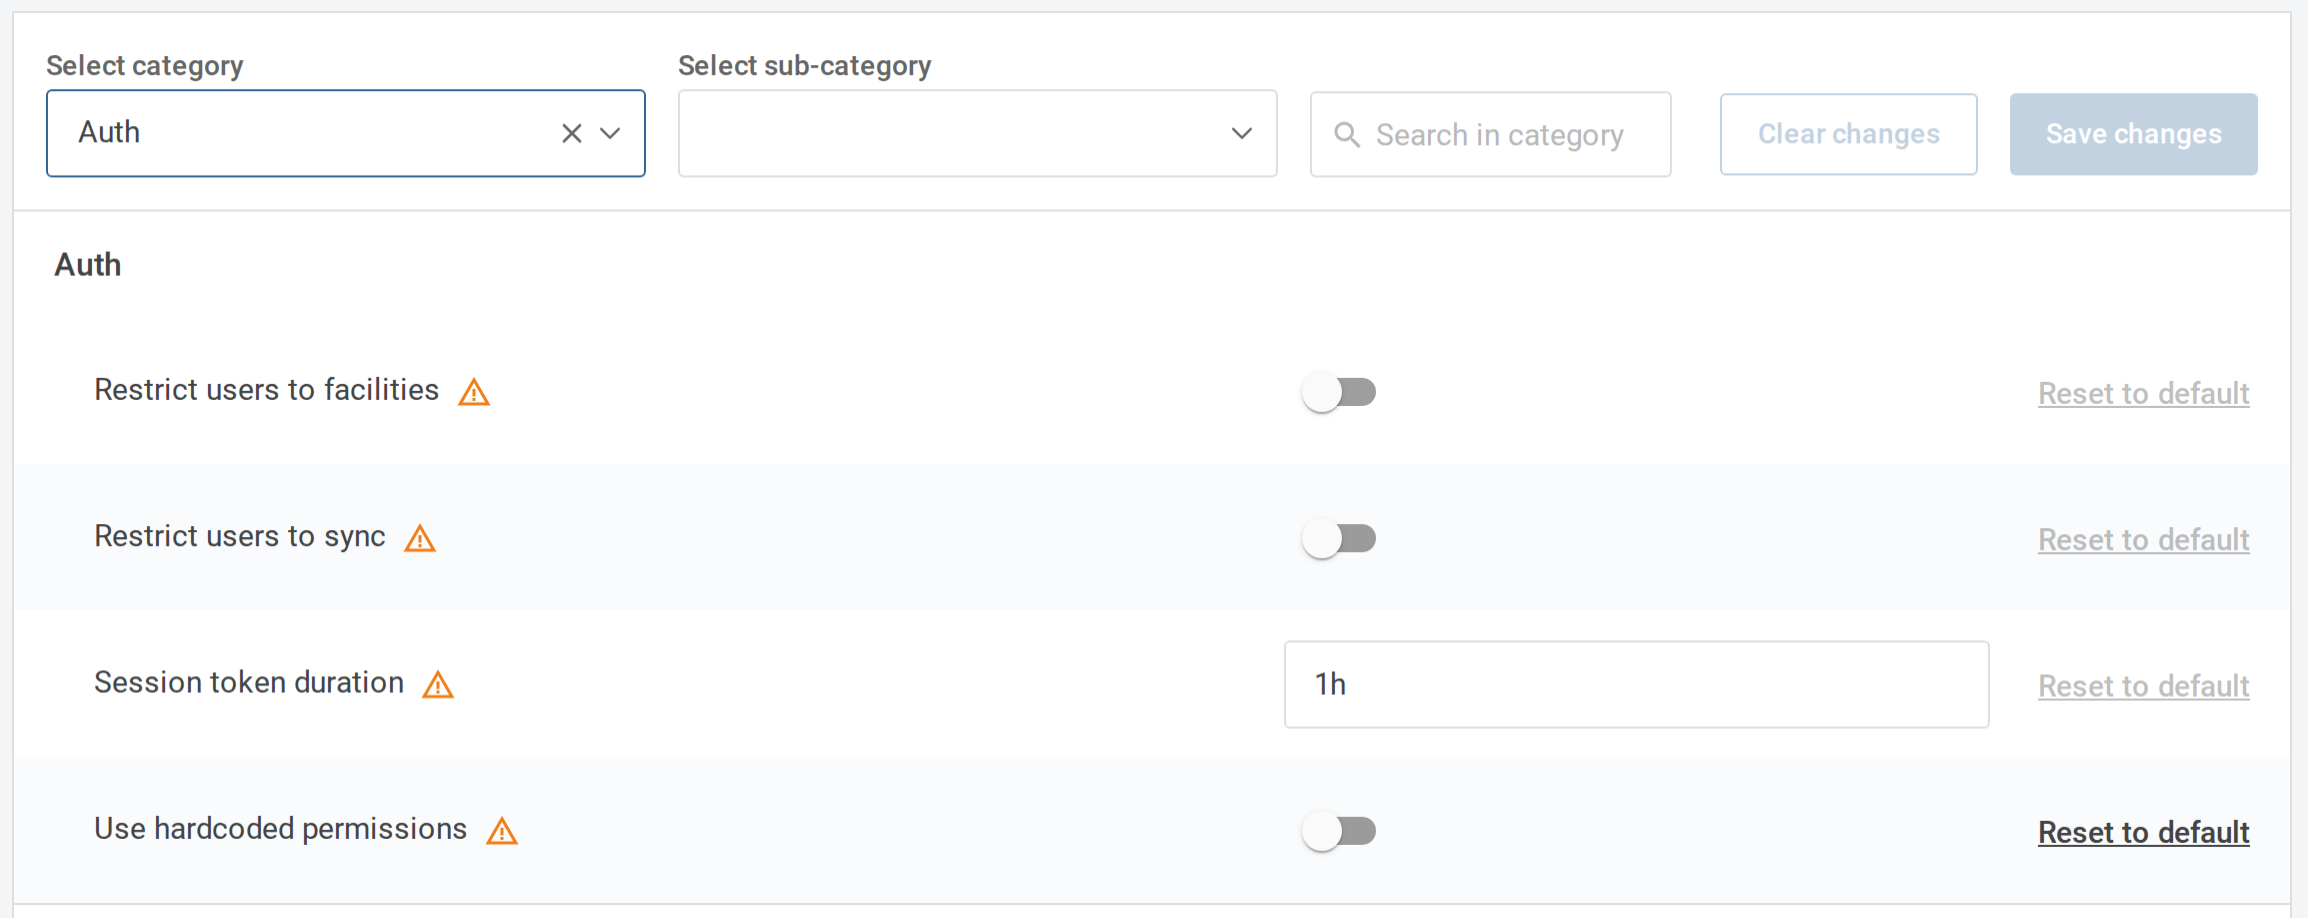 Select category
Select sub-category
Auth
Search in category
Clear changes
Save changes
Auth
Restrict users to facilities
Reset to default
Restrict users to sync
Reset to default
Session token duration
1h
Reset to default
Use hardcoded permissions
Reset to default